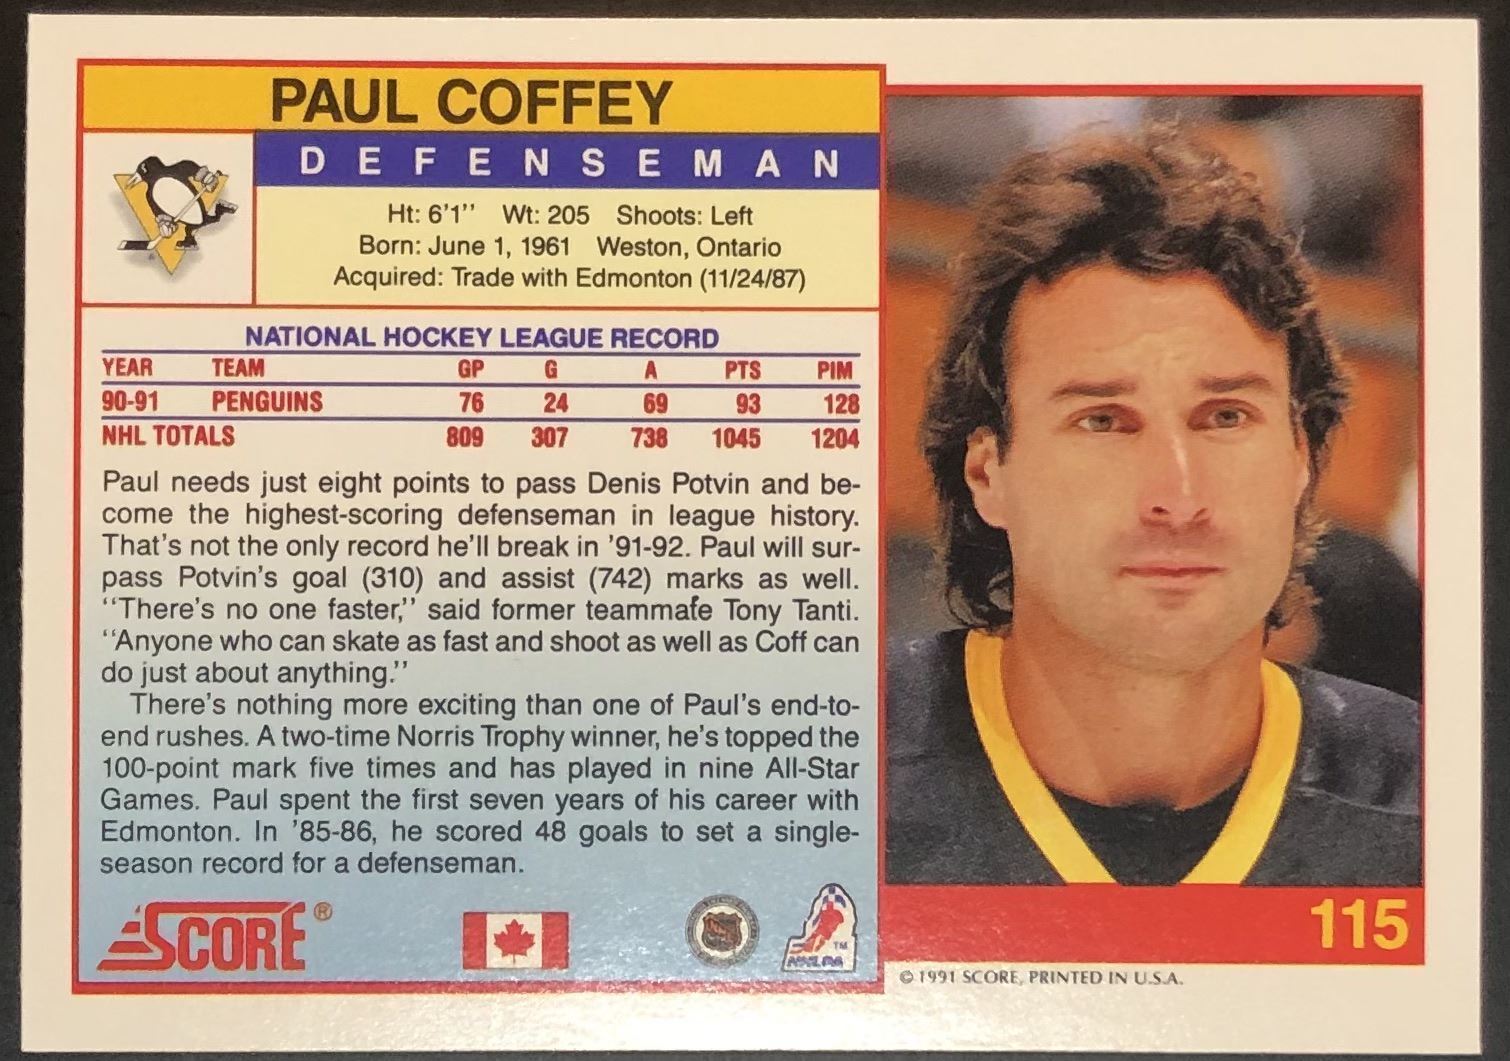 PAUL COFFEY
DEFENSEMAN
Ht: 6'1'' Wt: 205 Shoots: Left
Born: June 1, 1961 Weston, Ontario
Acquired: Trade with Edmonton (11/24/87)
NATIONAL HOCKEY LEAGUE RECORD
YEAR TEAM GP G A PTS PIM
90-91 PENGUINS 76 24 69 93 128
NHL TOTALS 809 307 738 1045 1204
Paul needs just eight points to pass Denis Potvin and be-
come the highest-scoring defenseman in league history.
That's not the only record he'll break in '91-92. Paul will sur-
pass Potvin's goal (310) and assist (742) marks as well.
"There's no one faster," said former teammate Tony Tanti.
"Anyone who can skate as fast and shoot as well as Coff can
do just about anything."
There's nothing more exciting than one of Paul's end-to-
end rushes. A two-time Norris Trophy winner, he's topped the
100-point mark five times and has played in nine All-Star
Games. Paul spent the first seven years of his career with
Edmonton. In '85-86, he scored 48 goals to set a single-
season record for a defenseman.
SCORE®
NHL
TM
NHLPA
115
© 1991 SCORE, PRINTED IN U.S.A.